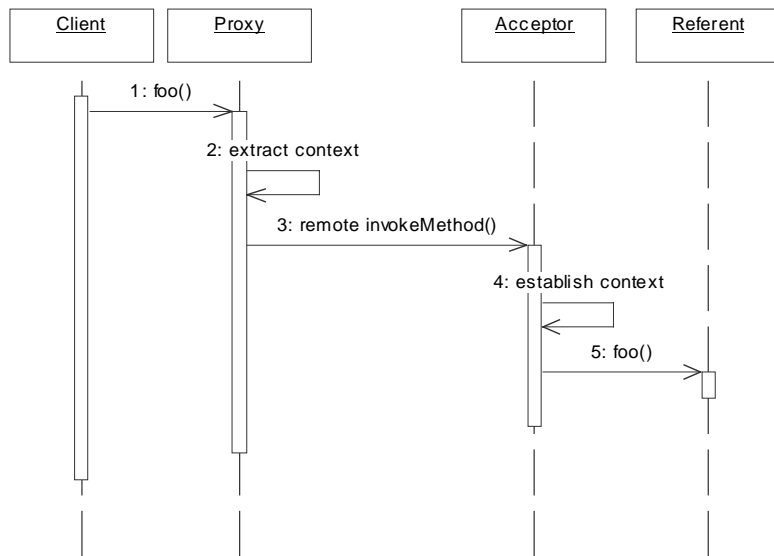 Client
Proxy
Acceptor
Referent
1: foo()
2: extract context
3: remote invokeMethod()
4: establish context
5: foo()